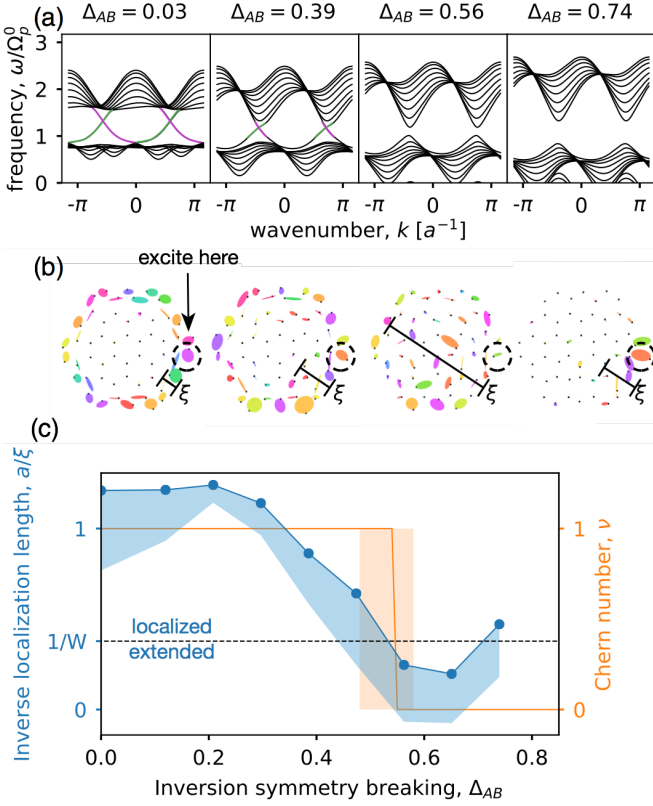 (a) Δ_AB = 0.03 Δ_AB = 0.39 Δ_AB = 0.56 Δ_AB = 0.74
frequency, ω/Ω_p^0
3
2
1
0
-π 0 π -π 0 π -π 0 π -π 0 π
wavenumber, k [a⁻¹]
(b) excite here
ξ ξ ξ ξ
(c)
Inverse localization length, a/ξ
1
1/W
0
localized
extended
1
0
Chern number, ν
0.0 0.2 0.4 0.6 0.8
Inversion symmetry breaking, Δ_AB